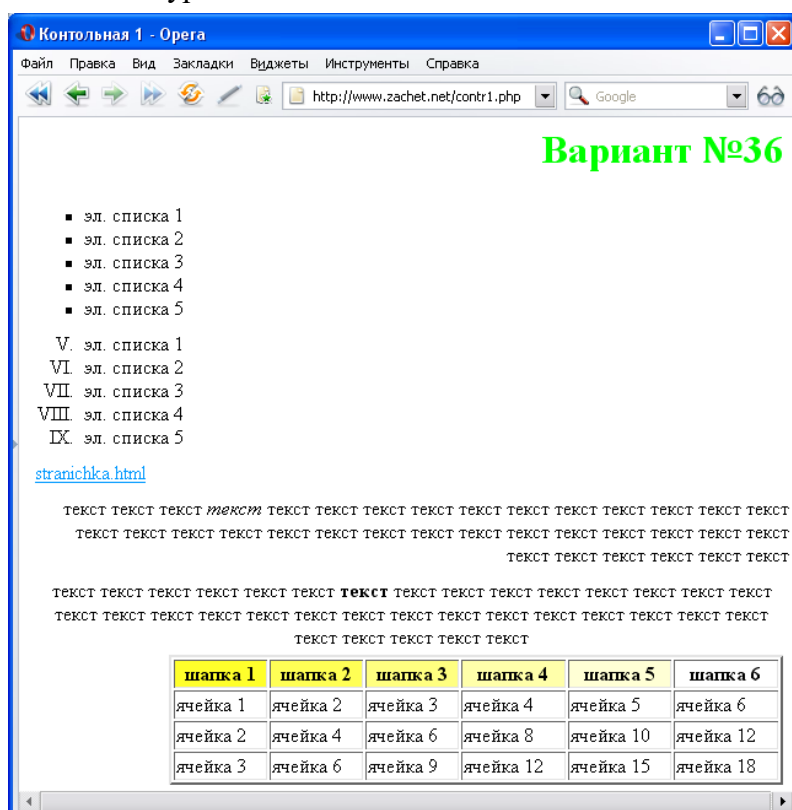 Контольная 1 - Opera
Файл Правка Вид Закладки Виджеты Инструменты Справка
http://www.zachet.net/contr1.php Google
Вариант №36
эл. списка 1
эл. списка 2
эл. списка 3
эл. списка 4
эл. списка 5
V. эл. списка 1
VI. эл. списка 2
VII. эл. списка 3
VIII. эл. списка 4
IX. эл. списка 5
stranichka.html
текст текст текст текст текст текст текст текст текст текст текст текст текст текст текст
текст текст текст текст текст текст текст текст текст текст текст текст текст текст текст
текст текст текст текст текст текст
текст текст текст текст текст текст текст текст текст текст текст текст текст текст текст
текст текст текст текст текст текст текст текст текст текст текст текст текст текст текст
текст текст текст текст текст
шапка 1 шапка 2 шапка 3 шапка 4 шапка 5 шапка 6
ячейка 1 ячейка 2 ячейка 3 ячейка 4 ячейка 5 ячейка 6
ячейка 2 ячейка 4 ячейка 6 ячейка 8 ячейка 10 ячейка 12
ячейка 3 ячейка 6 ячейка 9 ячейка 12 ячейка 15 ячейка 18